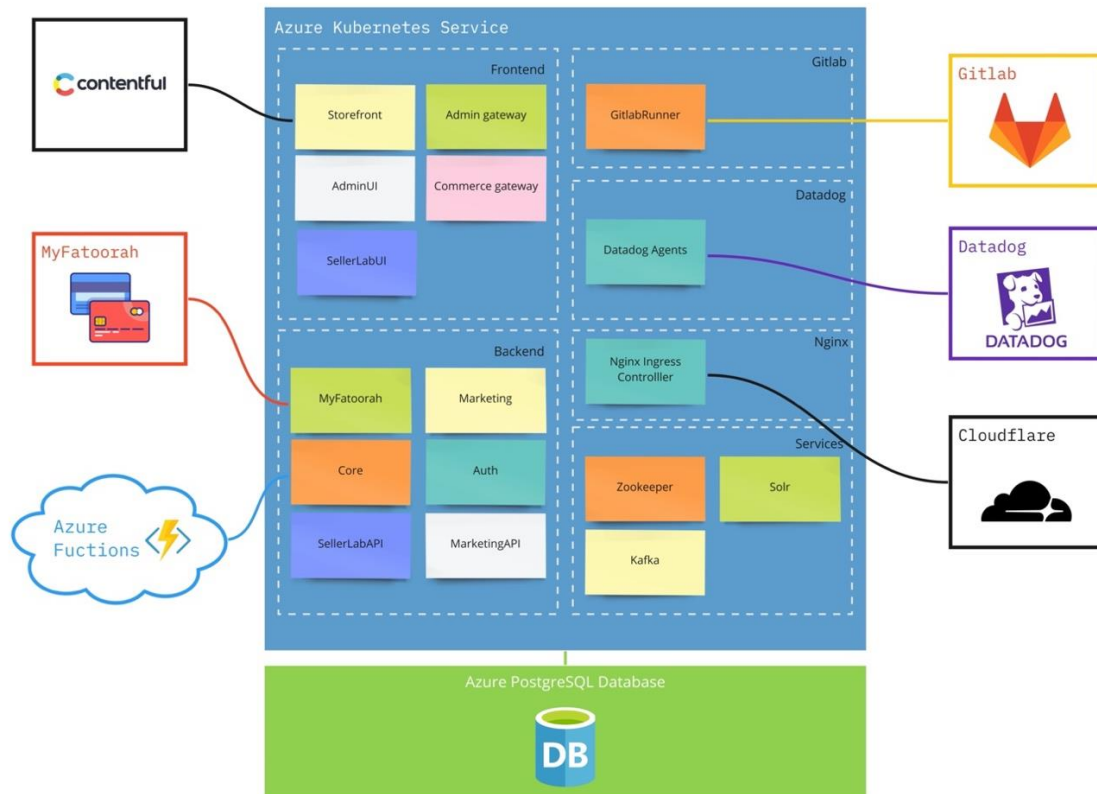 Azure Kubernetes Service
contentful
Frontend
Storefront
Admin gateway
AdminUI
Commerce gateway
SellerLabUI
Gitlab
GitlabRunner
Gitlab
Datadog
Datadog Agents
Datadog
DATADOG
MyFatoorah
Backend
MyFatoorah
Marketing
Core
Auth
SellerLabAPI
MarketingAPI
Nginx
Nginx Ingress
Controlller
Cloudflare
Services
Zookeeper
Solr
Kafka
Azure
Fuctions
Azure PostgreSQL Database
DB